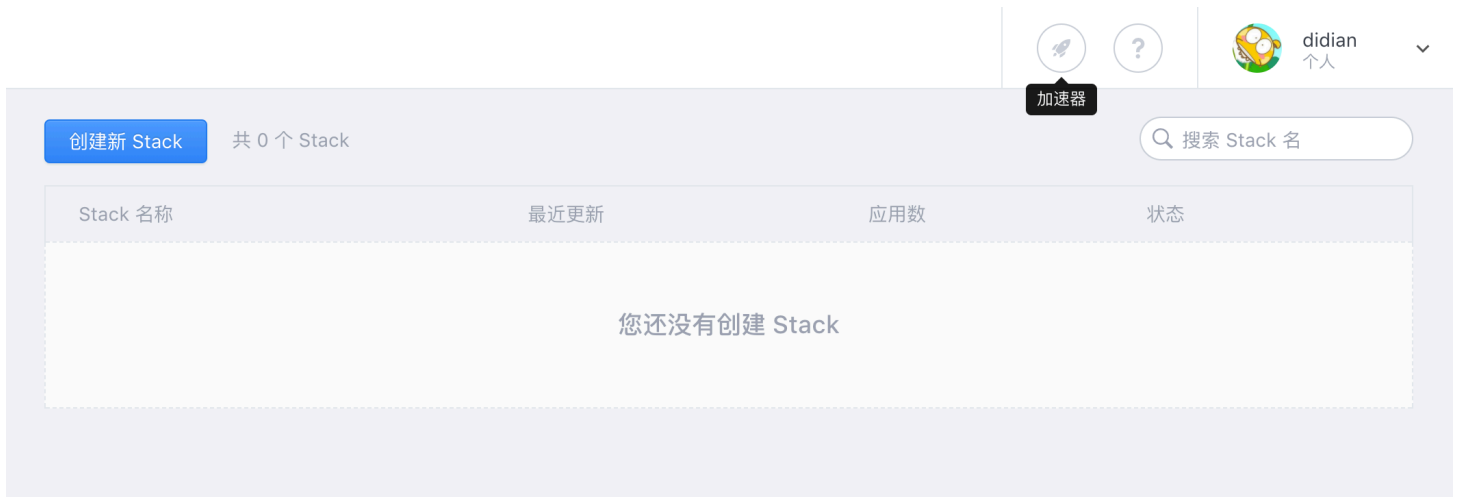 ?
didian
个人
加速器
创建新 Stack
共 0 个 Stack
搜索 Stack 名
Stack 名称 最近更新 应用数 状态
您还没有创建 Stack